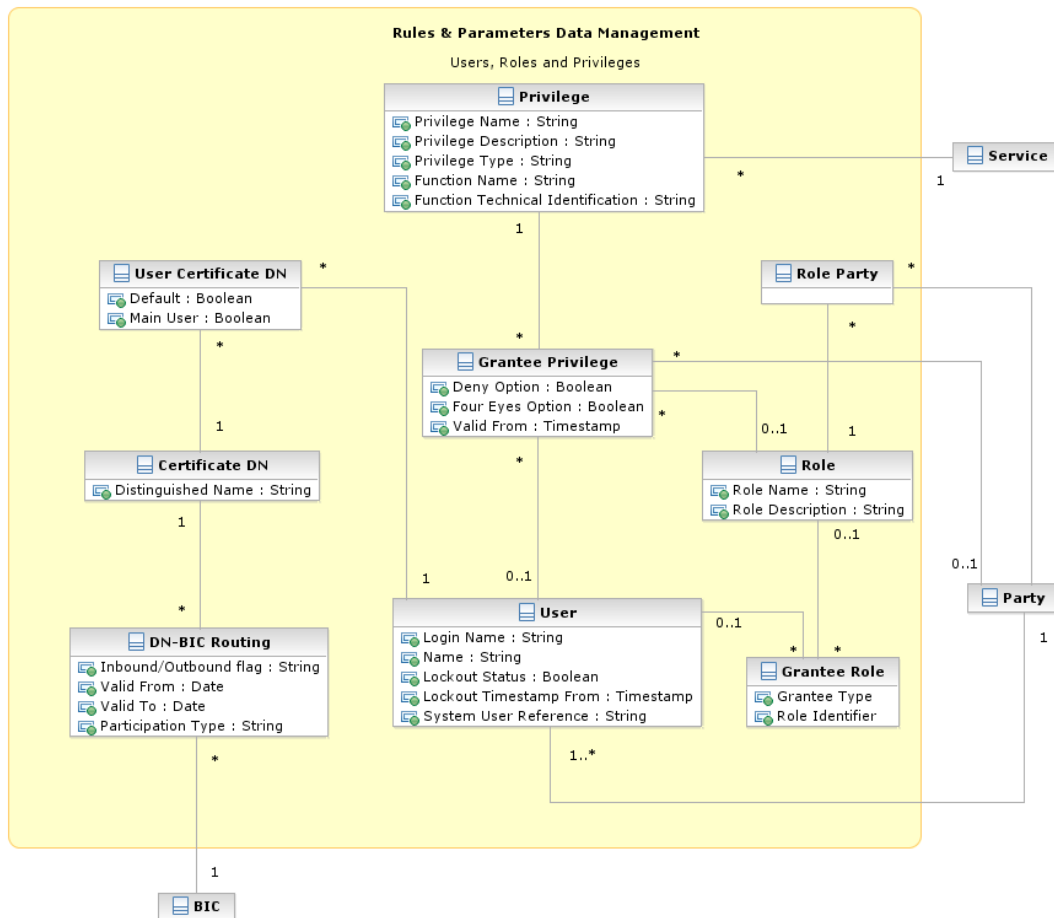 Rules & Parameters Data Management
Users, Roles and Privileges
Privilege
Privilege Name : String
Privilege Description : String
Privilege Type : String
Function Name : String
Function Technical Identification : String
*
1
Service
1
User Certificate DN
Default : Boolean
Main User : Boolean
*
*
1
Role Party
*
*
1
*
Grantee Privilege
Deny Option : Boolean
Four Eyes Option : Boolean
Valid From : Timestamp
*
*
0..1
*
0..1
Certificate DN
Distinguished Name : String
1
*
Role
Role Name : String
Role Description : String
0..1
0..1
Party
1
1
User
Login Name : String
Name : String
Lockout Status : Boolean
Lockout Timestamp From : Timestamp
System User Reference : String
0..1
1..*
*
*
Grantee Role
Grantee Type
Role Identifier
DN-BIC Routing
Inbound/Outbound flag : String
Valid From : Date
Valid To : Date
Participation Type : String
*
1
BIC